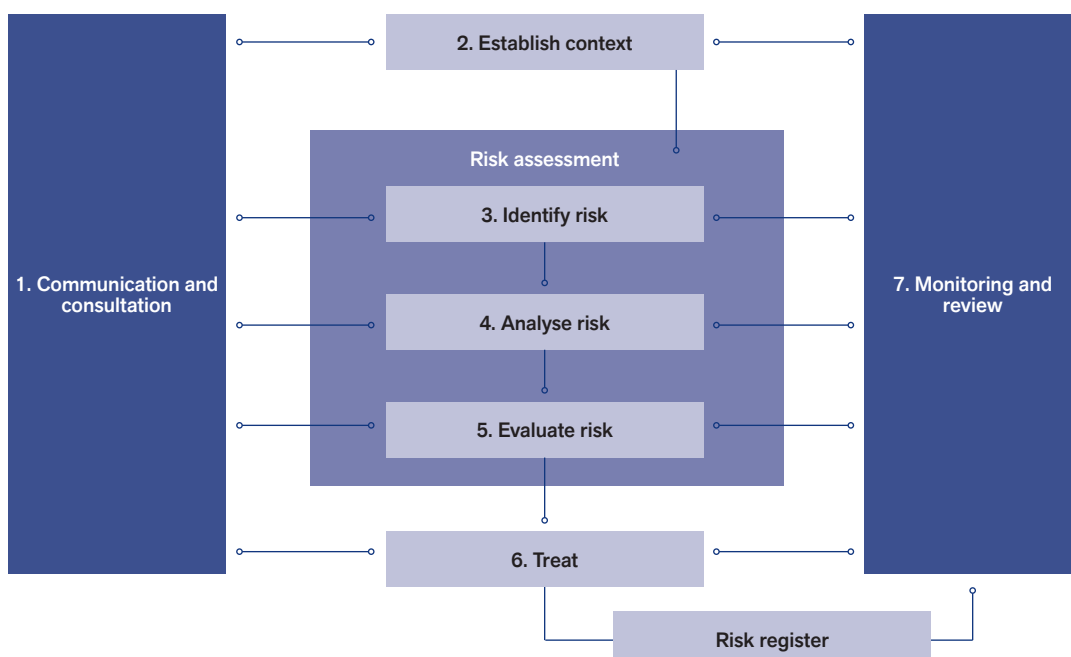 2. Establish context
Risk assessment
3. Identify risk
1. Communication and
consultation
7. Monitoring and
review
4. Analyse risk
5. Evaluate risk
6. Treat
Risk register